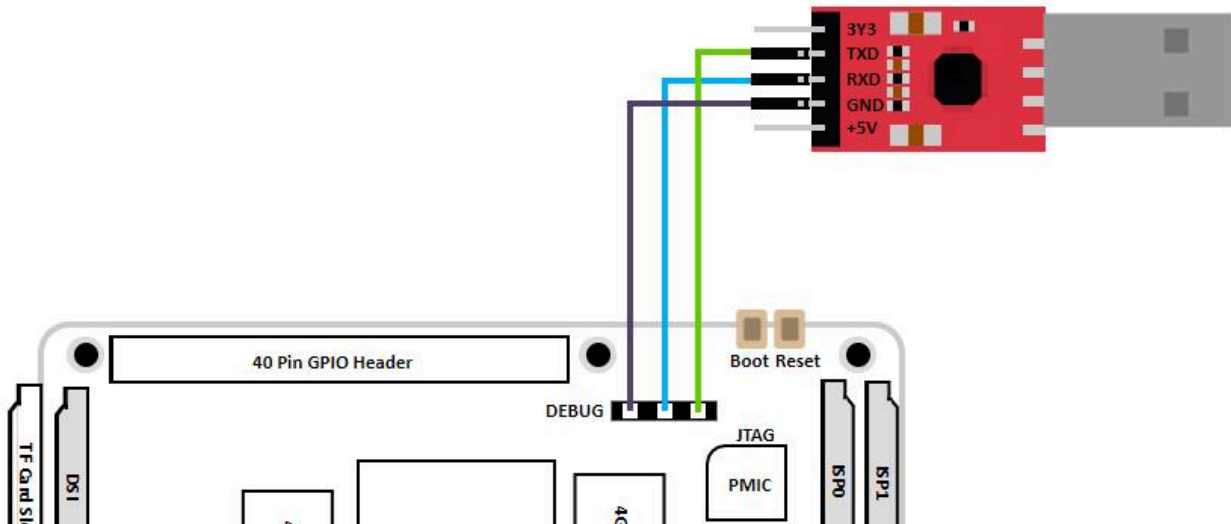 3Y3
TXD
RXD
GND
+5V
40 Pin GPIO Header
Boot Reset
DEBUG
JTAG
PMIC
TF Card Sl
DSI
4
4G
ISP0
ISP1